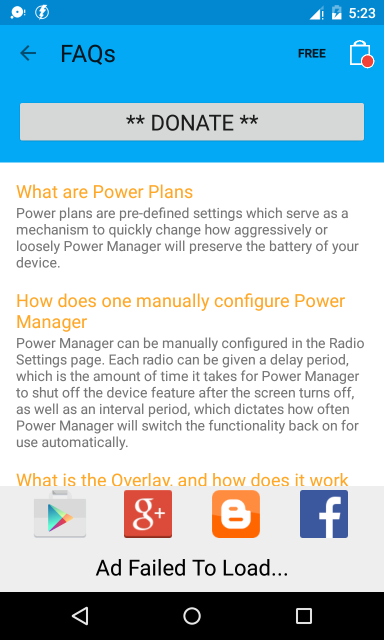 5:23
FAQs
FREE
** DONATE **
What are Power Plans
Power plans are pre-defined settings which serve as a
mechanism to quickly change how aggressively or
loosely Power Manager will preserve the battery of your
device.
How does one manually configure Power
Manager
Power Manager can be manually configured in the Radio
Settings page. Each radio can be given a delay period,
which is the amount of time it takes for Power Manager
to shut off the device feature after the screen turns off,
as well as an interval period, which dictates how often
Power Manager will switch the functionality back on for
use automatically.
What is the Overlay, and how does it work
g+
Ad Failed To Load...